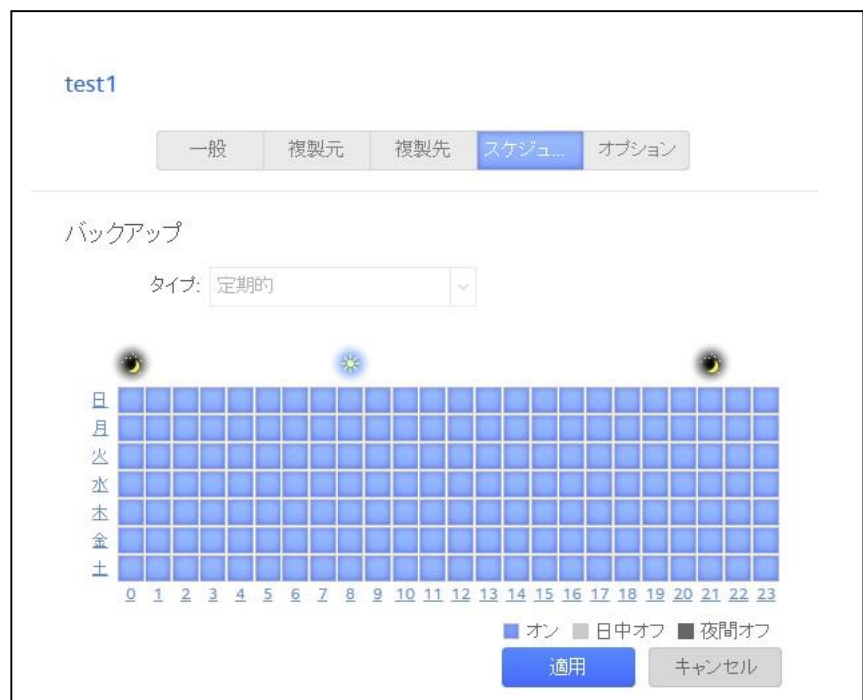 test1
一般 複製元 複製先 スケジュ... オプション
バックアップ
タイプ: 定期的
日
月
火
水
木
金
土
0 1 2 3 4 5 6 7 8 9 10 11 12 13 14 15 16 17 18 19 20 21 22 23
オン 日中オフ 夜間オフ
適用 キャンセル